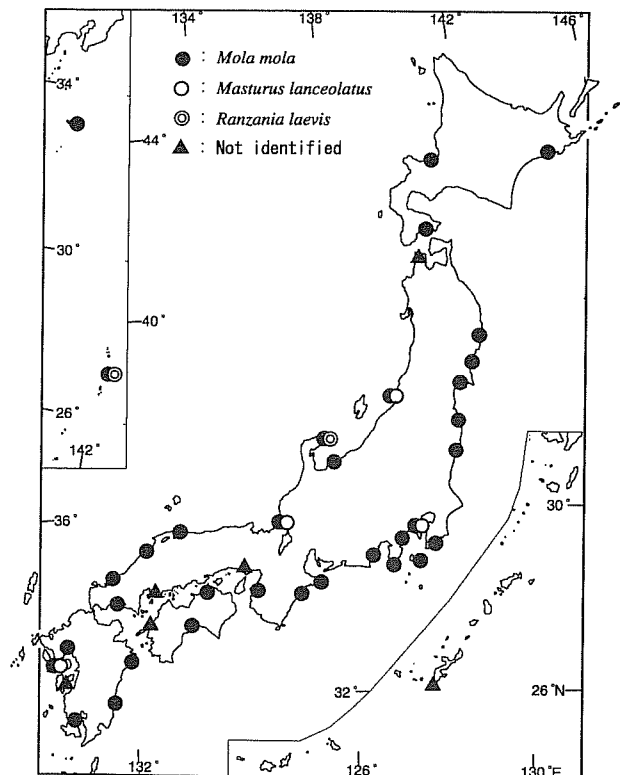 134°
138°
142°
146°
● : Mola mola
○ : Masturus lanceolatus
◎ : Ranzania laevis
▲ : Not identified
34°
44°
30°
40°
26°
142°
36°
30°
32°
26°N
132°
126°
130°E